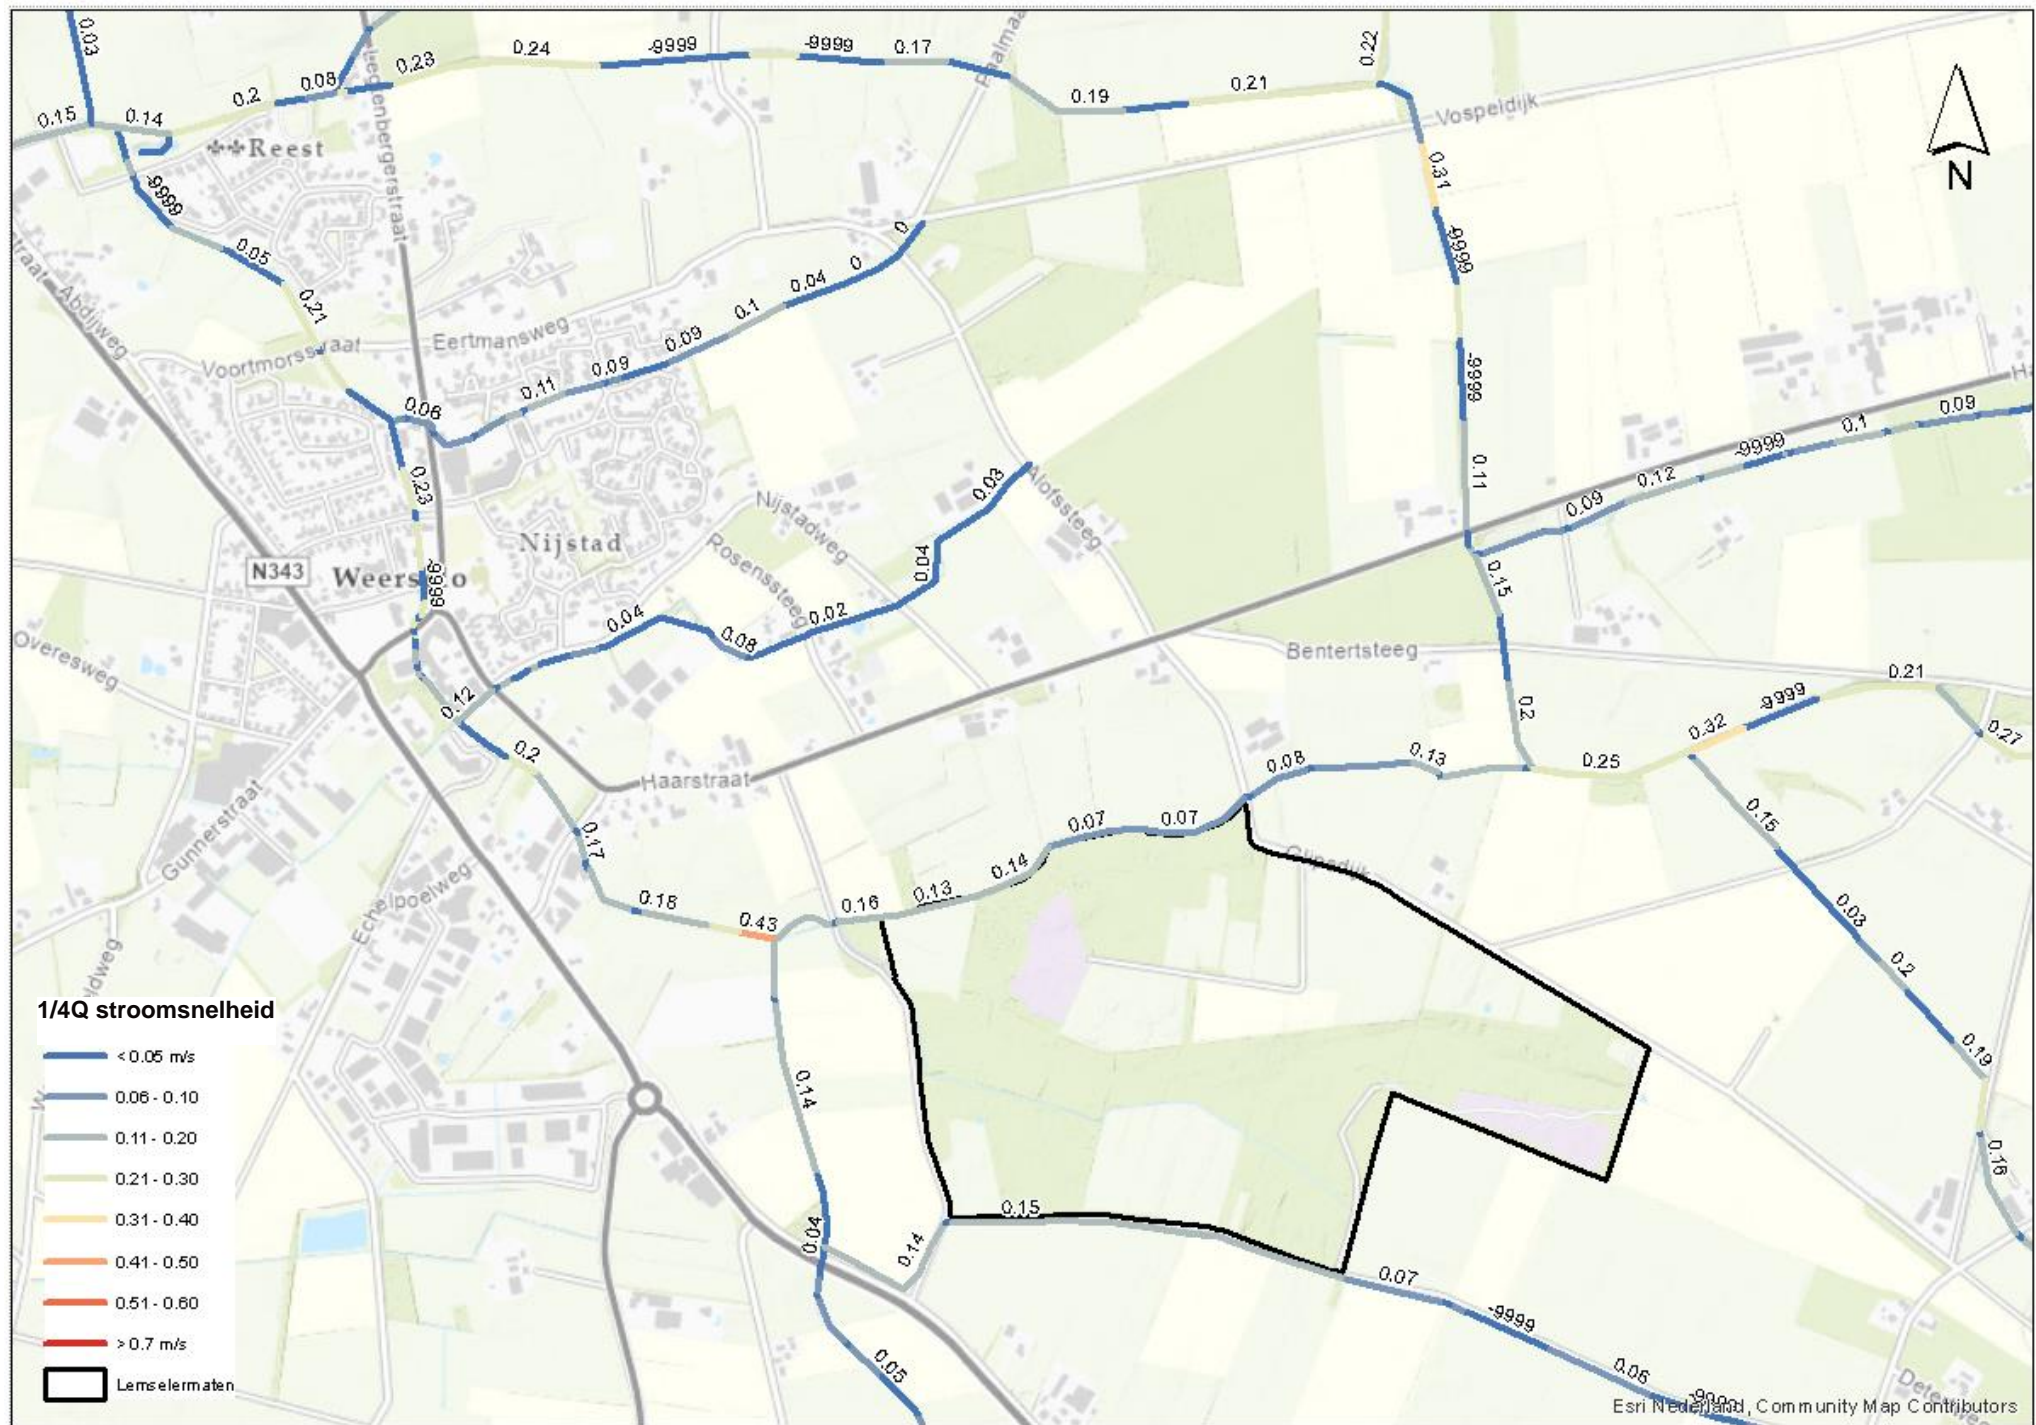 0.03
0.15
0.14
0.2
0.08
0.23
0.24
-9999
-9999
0.17
0.19
0.21
0.22
Vospeldijk
N
Reest
-9999
0.05
0.21
0.31
-9999
-9999
0.11
Abdijweg
Voortmorsstraat
Eertmansweg
0
0
0.04
0.1
0.09
0.09
0.11
0.06
0.23
-9999
N343
Nijstad
Nijstadweg
Rosenssteeg
Alofssteeg
0.03
0.04
0.02
0.08
0.04
0.12
0.2
Overesweg
Gunnerstraat
Echelpoelweg
Haarstraat
0.09
0.1
-9999
0.12
0.09
0.15
0.2
Bentertsteeg
0.21
0.27
-9999
0.32
0.25
0.13
0.08
0.07
0.07
0.14
0.13
0.16
0.43
0.18
0.17
0.15
0.03
0.2
0.19
0.16
0.14
0.04
0.14
0.15
0.05
0.07
-9999
0.06
-9999
1/4Q stroomsnelheid
< 0.05 m/s
0.06 - 0.10
0.11 - 0.20
0.21 - 0.30
0.31 - 0.40
0.41 - 0.50
0.51 - 0.60
> 0.7 m/s
Lemselermaten
Esri Nederland, Community Map Contributors